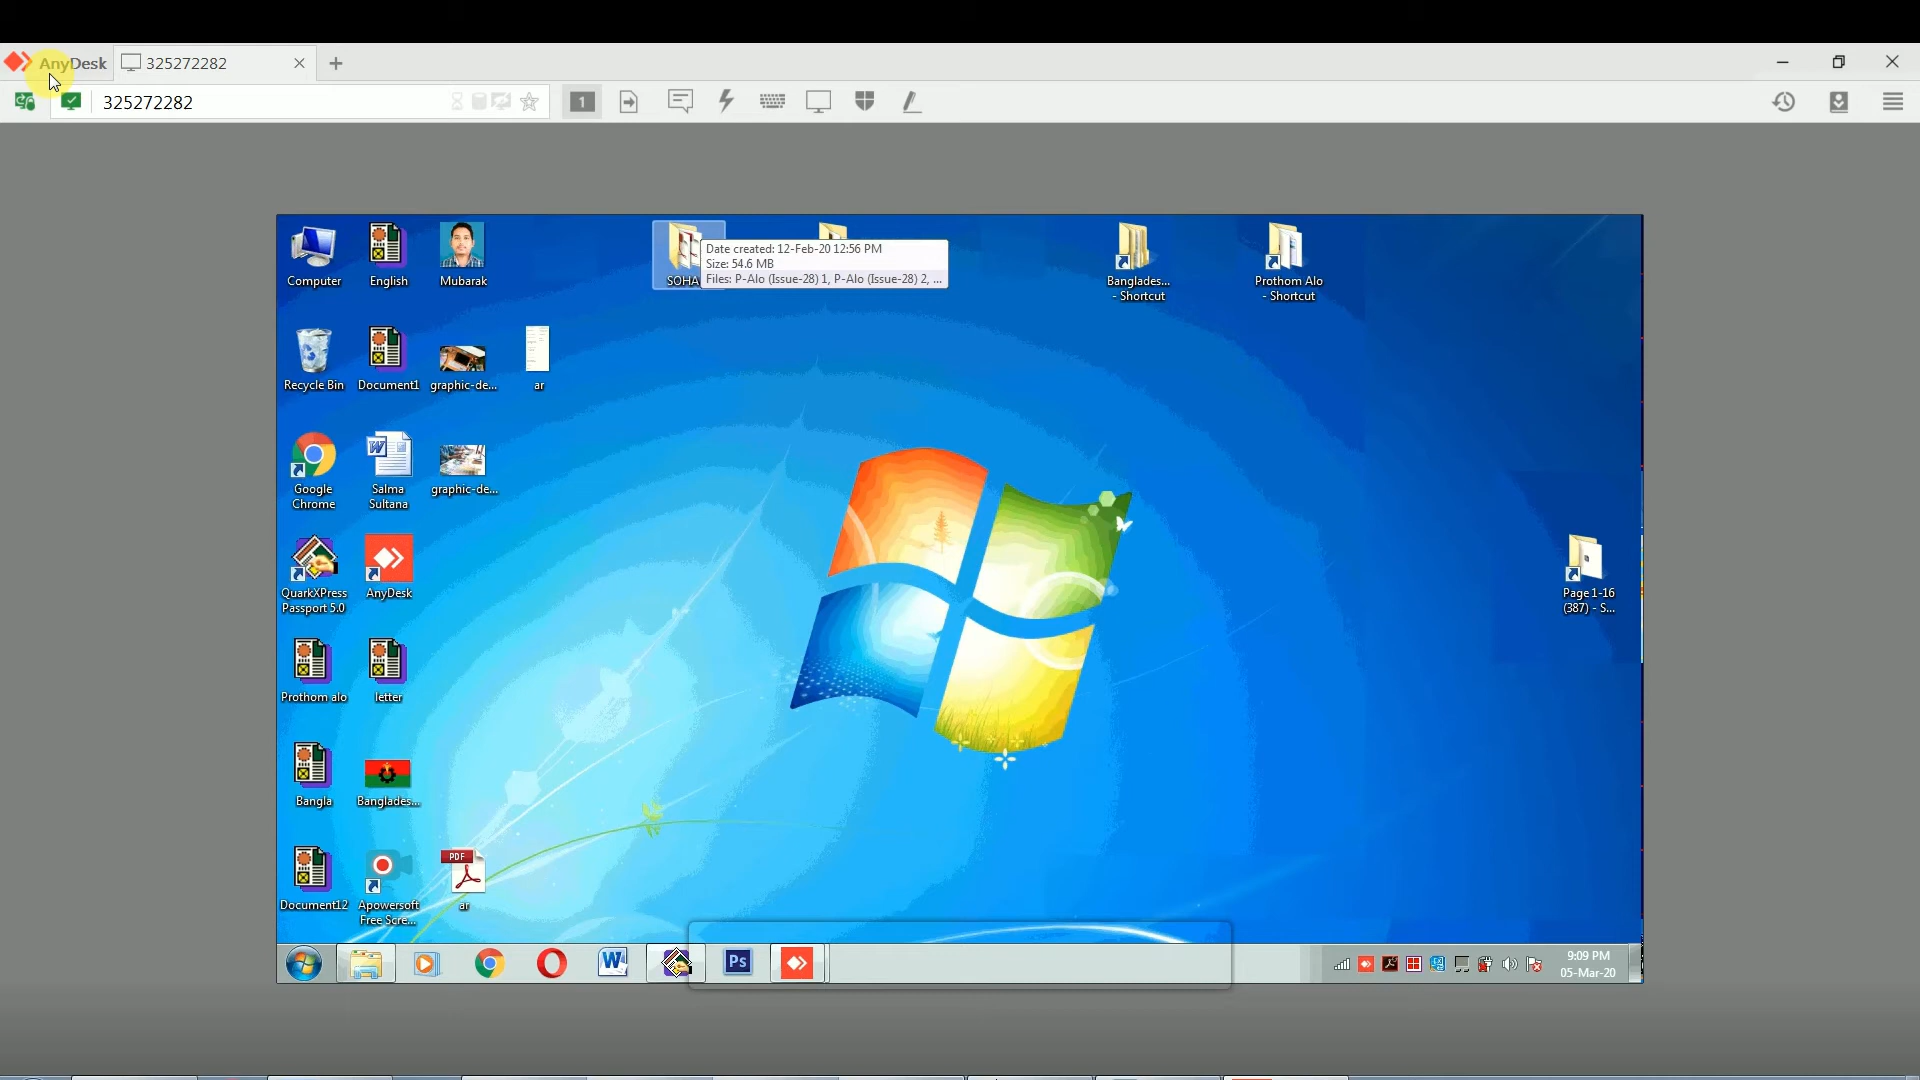 AnyDesk
325272282
325272282
1
Computer
English
Mubarak
SOHA
Date created: 12-Feb-20 12:56 PM
Size: 54.6 MB
Files: P-Alo (Issue-28) 1, P-Alo (Issue-28) 2, ...
Banglades...
- Shortcut
Prothom Alo
- Shortcut
Recycle Bin
Document1
graphic-de...
ar
Google
Chrome
Salma
Sultana
graphic-de...
QuarkXPress
Passport 5.0
AnyDesk
Page 1-16
(387) - S...
Prothom alo
letter
Bangla
Banglades...
PDF
Document12
Apowersoft
Free Scre...
ar
W
Ps
9:09 PM
05-Mar-20